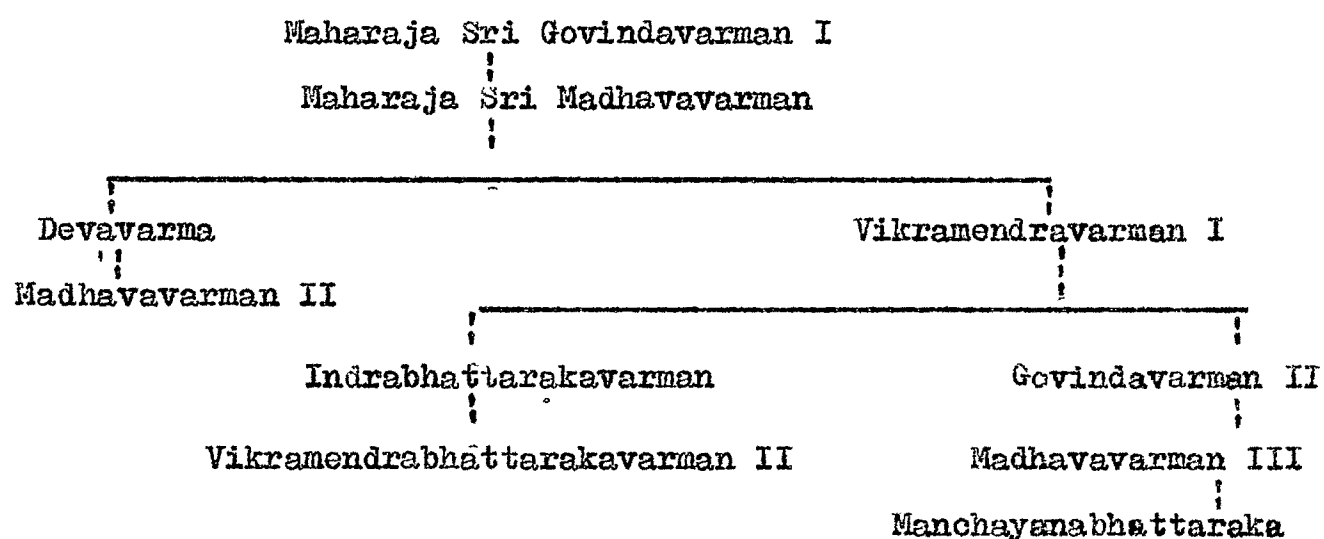 Maharaja Sri Govindavarman I
Maharaja Sri Madhavavarman
Devavarma Vikramendravarman I
Madhavavarman II
Indrabhattarakavarman Govindavarman II
Vikramendrabhattarakavarman II Madhavavarman III
Manchayanabhattaraka